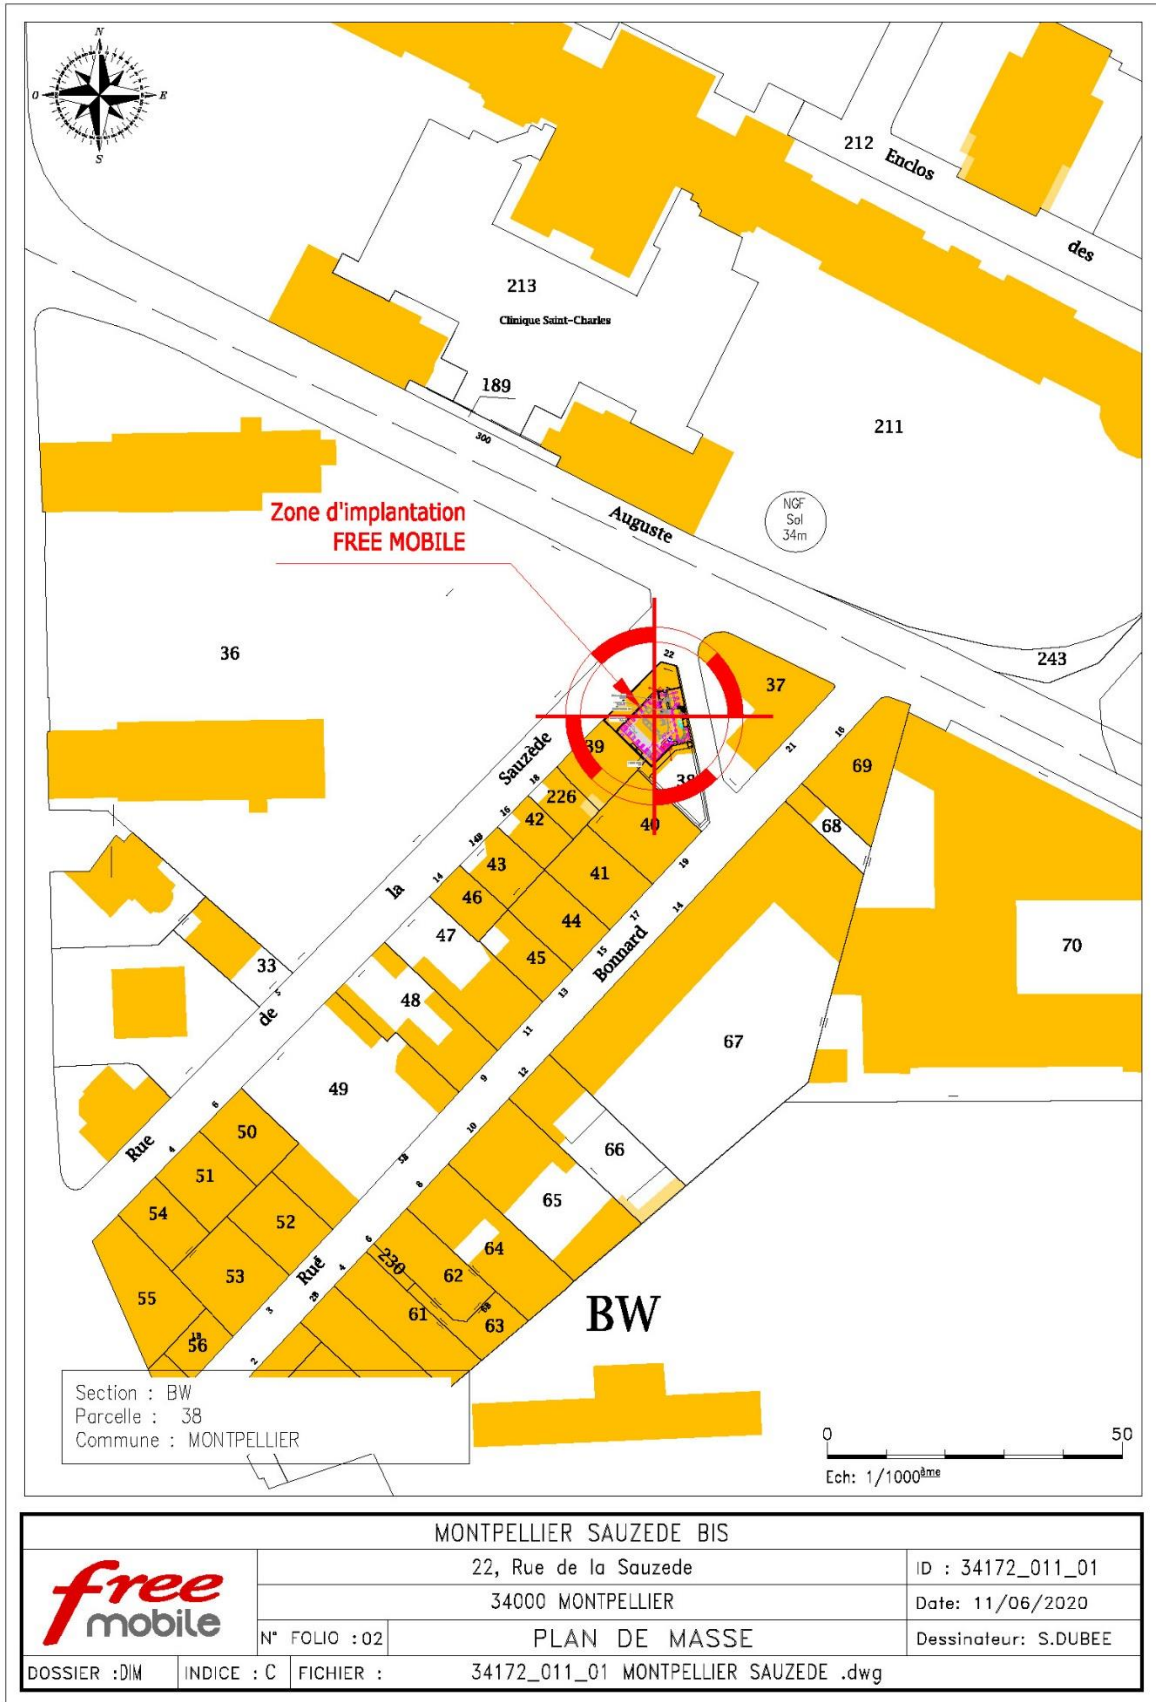 N
O
E
S
212
Enclos
des
213
Clinique Saint-Charles
189
300
211
Zone d'implantation
FREE MOBILE
Auguste
NGF
Sol
34m
36
22
37
243
39
38
21
16
Sauzède
69
18
226
16
42
40
68
14B
43
41
19
la
14
46
14
47
44
17
45
15
Bonnard
70
33
5
48
13
de
11
67
9
12
49
6
10
50
4
66
Rue
5B
51
8
65
54
52
64
6
230
Rue
4
62
53
55
2B
61
6B
63
3
BW
1B
56
2
Section : BW
Parcelle : 38
Commune : MONTPELLIER
0
50
Ech: 1/1000ème
MONTPELLIER SAUZEDE BIS
free
mobile
22, Rue de la Sauzede
ID : 34172_011_01
34000 MONTPELLIER
Date: 11/06/2020
N° FOLIO :02
PLAN DE MASSE
Dessinateur: S.DUBEE
DOSSIER :DIM
INDICE : C
FICHIER :
34172_011_01 MONTPELLIER SAUZEDE .dwg